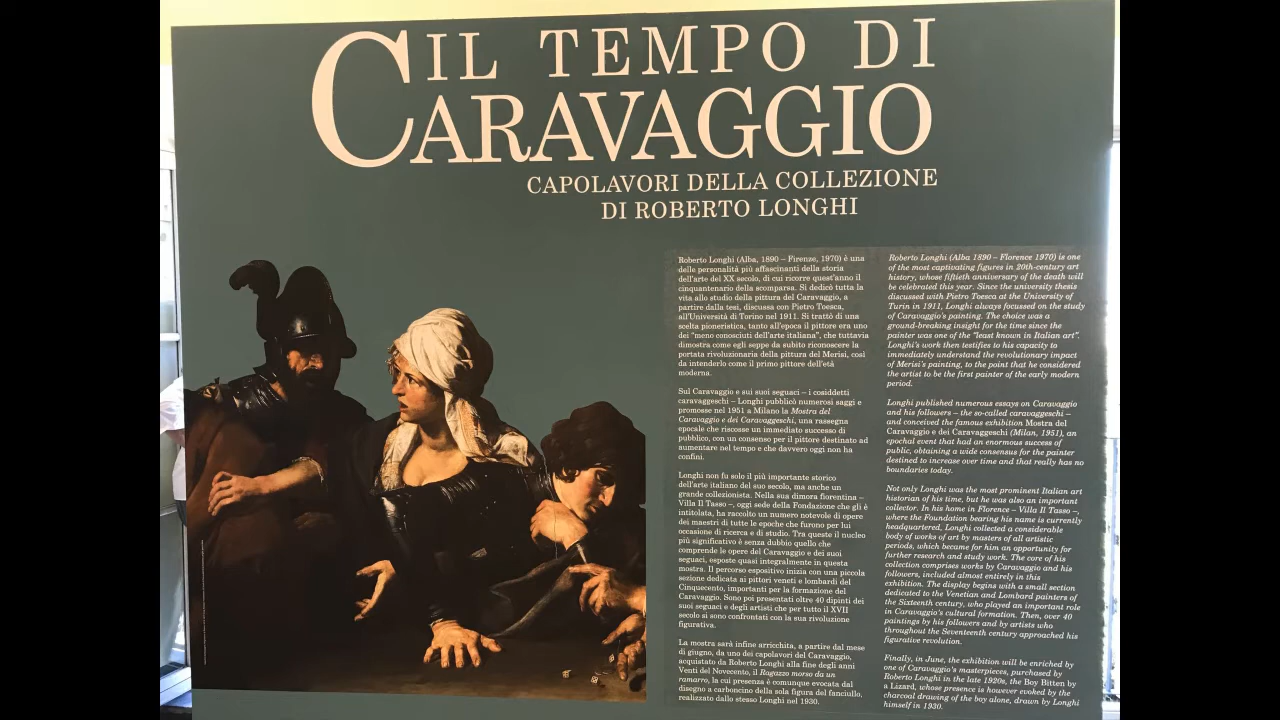 IL TEMPO DI
CARAVAGGIO
CAPOLAVORI DELLA COLLEZIONE
DI ROBERTO LONGHI
Roberto Longhi (Alba, 1890 – Firenze, 1970) è una
delle personalità più affascinanti della storia
dell'arte del XX secolo, di cui ricorre quest'anno il
cinquantenario della scomparsa. Si dedicò tutta la
vita allo studio della pittura del Caravaggio, a
partire dalla tesi, discussa con Pietro Toesca,
all'Università di Torino nel 1911. Si trattò di una
scelta pioneristica, tanto all'epoca il pittore era uno
dei "meno conosciuti dell'arte italiana", che tuttavia
dimostra come egli seppe da subito riconoscere la
portata rivoluzionaria della pittura del Merisi, così
da intenderlo come il primo pittore dell'età
moderna.
Sul Caravaggio e sui suoi seguaci – i cosiddetti
caravaggeschi – Longhi pubblicò numerosi saggi e
promosse nel 1951 a Milano la Mostra del
Caravaggio e dei Caravaggeschi, una rassegna
epocale che riscosse un immediato successo di
pubblico, con un consenso per il pittore destinato ad
aumentare nel tempo e che davvero oggi non ha
confini.
Longhi non fu solo il più importante storico
dell'arte italiano del suo secolo, ma anche un
grande collezionista. Nella sua dimora fiorentina –
Villa Il Tasso –, oggi sede della Fondazione che gli è
intitolata, ha raccolto un numero notevole di opere
dei maestri di tutte le epoche che furono per lui
occasione di ricerca e di studio. Tra queste il nucleo
più significativo è senza dubbio quello che
comprende le opere del Caravaggio e dei suoi
seguaci, esposte quasi integralmente in questa
mostra. Il percorso espositivo inizia con una piccola
sezione dedicata ai pittori veneti e lombardi del
Cinquecento, importanti per la formazione del
Caravaggio. Sono poi presentati oltre 40 dipinti dei
suoi seguaci e degli artisti che per tutto il XVII
secolo si sono confrontati con la sua rivoluzione
figurativa.
La mostra sarà infine arricchita, a partire dal mese
di giugno, da uno dei capolavori del Caravaggio,
acquistato da Roberto Longhi alla fine degli anni
Venti del Novecento, il Ragazzo morso da un
ramarro, la cui presenza è comunque evocata dal
disegno a carboncino della sola figura del fanciullo,
realizzato dallo stesso Longhi nel 1930.
Roberto Longhi (Alba 1890 – Florence 1970) is one
of the most captivating figures in 20th-century art
history, whose fiftieth anniversary of the death will
be celebrated this year. Since the university thesis
discussed with Pietro Toesca at the University of
Turin in 1911, Longhi always focussed on the study
of Caravaggio's painting. The choice was a
ground-breaking insight for the time since the
painter was one of the "least known in Italian art".
Longhi's work then testifies to his capacity to
immediately understand the revolutionary impact
of Merisi's painting, to the point that he considered
the artist to be the first painter of the early modern
period.
Longhi published numerous essays on Caravaggio
and his followers – the so-called caravaggeschi –
and conceived the famous exhibition Mostra del
Caravaggio e dei Caravaggeschi (Milan, 1951), an
epochal event that had an enormous success of
public, obtaining a wide consensus for the painter
destined to increase over time and that really has no
boundaries today.
Not only Longhi was the most prominent Italian art
historian of his time, but he was also an important
collector. In his home in Florence – Villa Il Tasso –,
where the Foundation bearing his name is currently
headquartered, Longhi collected a considerable
body of works of art by masters of all artistic
periods, which became for him an opportunity for
further research and study work. The core of his
collection comprises works by Caravaggio and his
followers, included almost entirely in this
exhibition. The display begins with a small section
dedicated to the Venetian and Lombard painters of
the Sixteenth century, who played an important role
in Caravaggio's cultural formation. Then, over 40
paintings by his followers and by artists who
throughout the Seventeenth century approached his
figurative revolution.
Finally, in June, the exhibition will be enriched by
one of Caravaggio's masterpieces, purchased by
Roberto Longhi in the late 1920s, the Boy Bitten by
a Lizard, whose presence is however evoked by the
charcoal drawing of the boy alone, drawn by Longhi
himself in 1930.